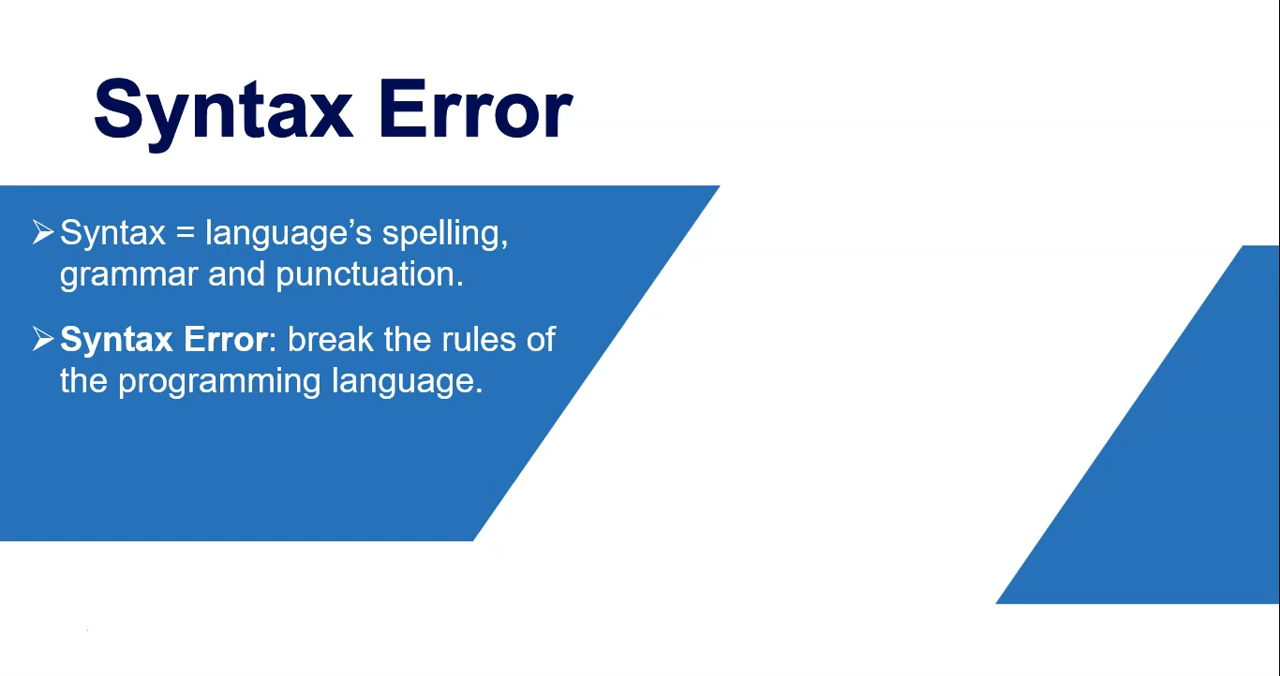 Syntax Error
➢Syntax = language’s spelling,
grammar and punctuation.
➢Syntax Error: break the rules of
the programming language.